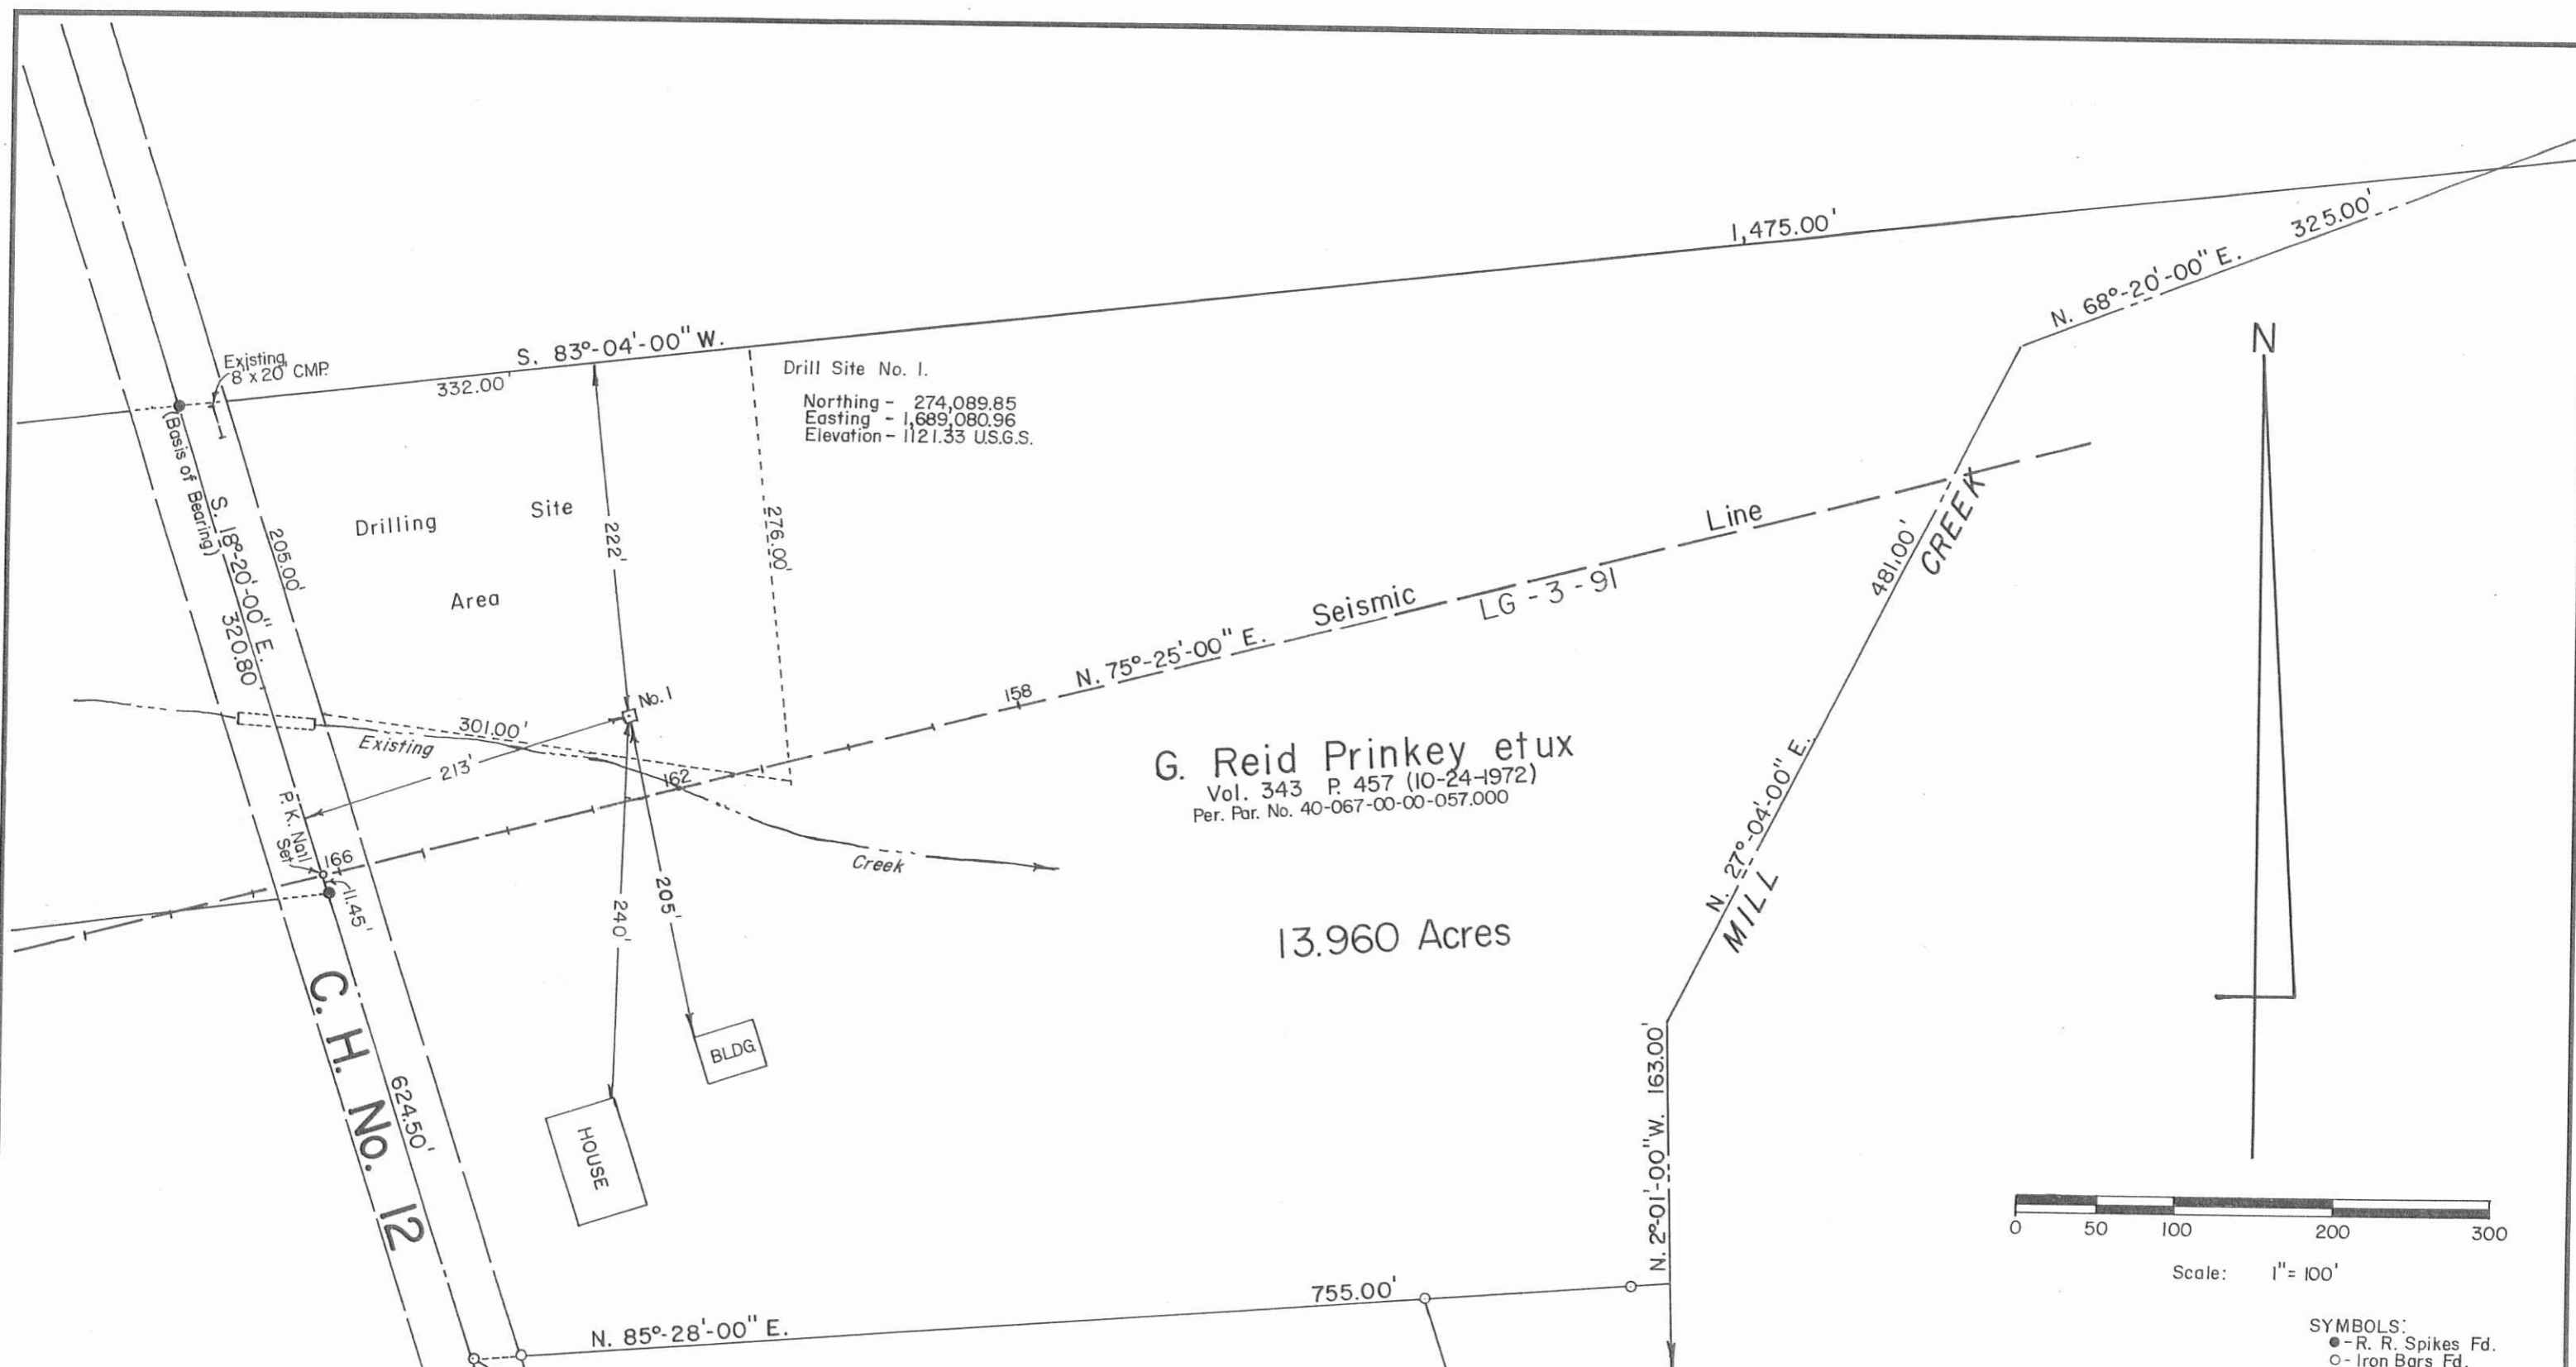 1,475.00'
325.00'
N. 68°-20'-00" E.
N
S. 83°-04'-00" W.
332.00'
Existing
8"x20' CMP.
Drill Site No. 1.
Northing - 274,089.85
Easting - 1,689,080.96
Elevation - 1121.33 U.S.G.S.
(Basis of Bearing)
S. 18°-20'-00" E.
320.80'
205.00'
Drilling Site
Area
222'
276.00'
Seismic Line
LG - 3 - 91
N. 75°-25'-00" E.
158
481.00'
CREEK
N. 27°-04'-00" E.
MILL
No. 1
301.00'
Existing
213'
162
Creek
P. K. Nail
Set
166
11.45'
G. Reid Prinkey etux
Vol. 343 P. 457 (10-24-1972)
Per. Par. No. 40-067-00-00-057.000
13.960 Acres
240'
205'
BLDG.
HOUSE
C. H. No. 12
624.50'
N. 2°-01'-00" W. 163.00'
755.00'
N. 85°-28'-00" E.
0 50 100 200 300
Scale: 1" = 100'
SYMBOLS:
●-R. R. Spikes Fd.
○-Iron Bars Fd.